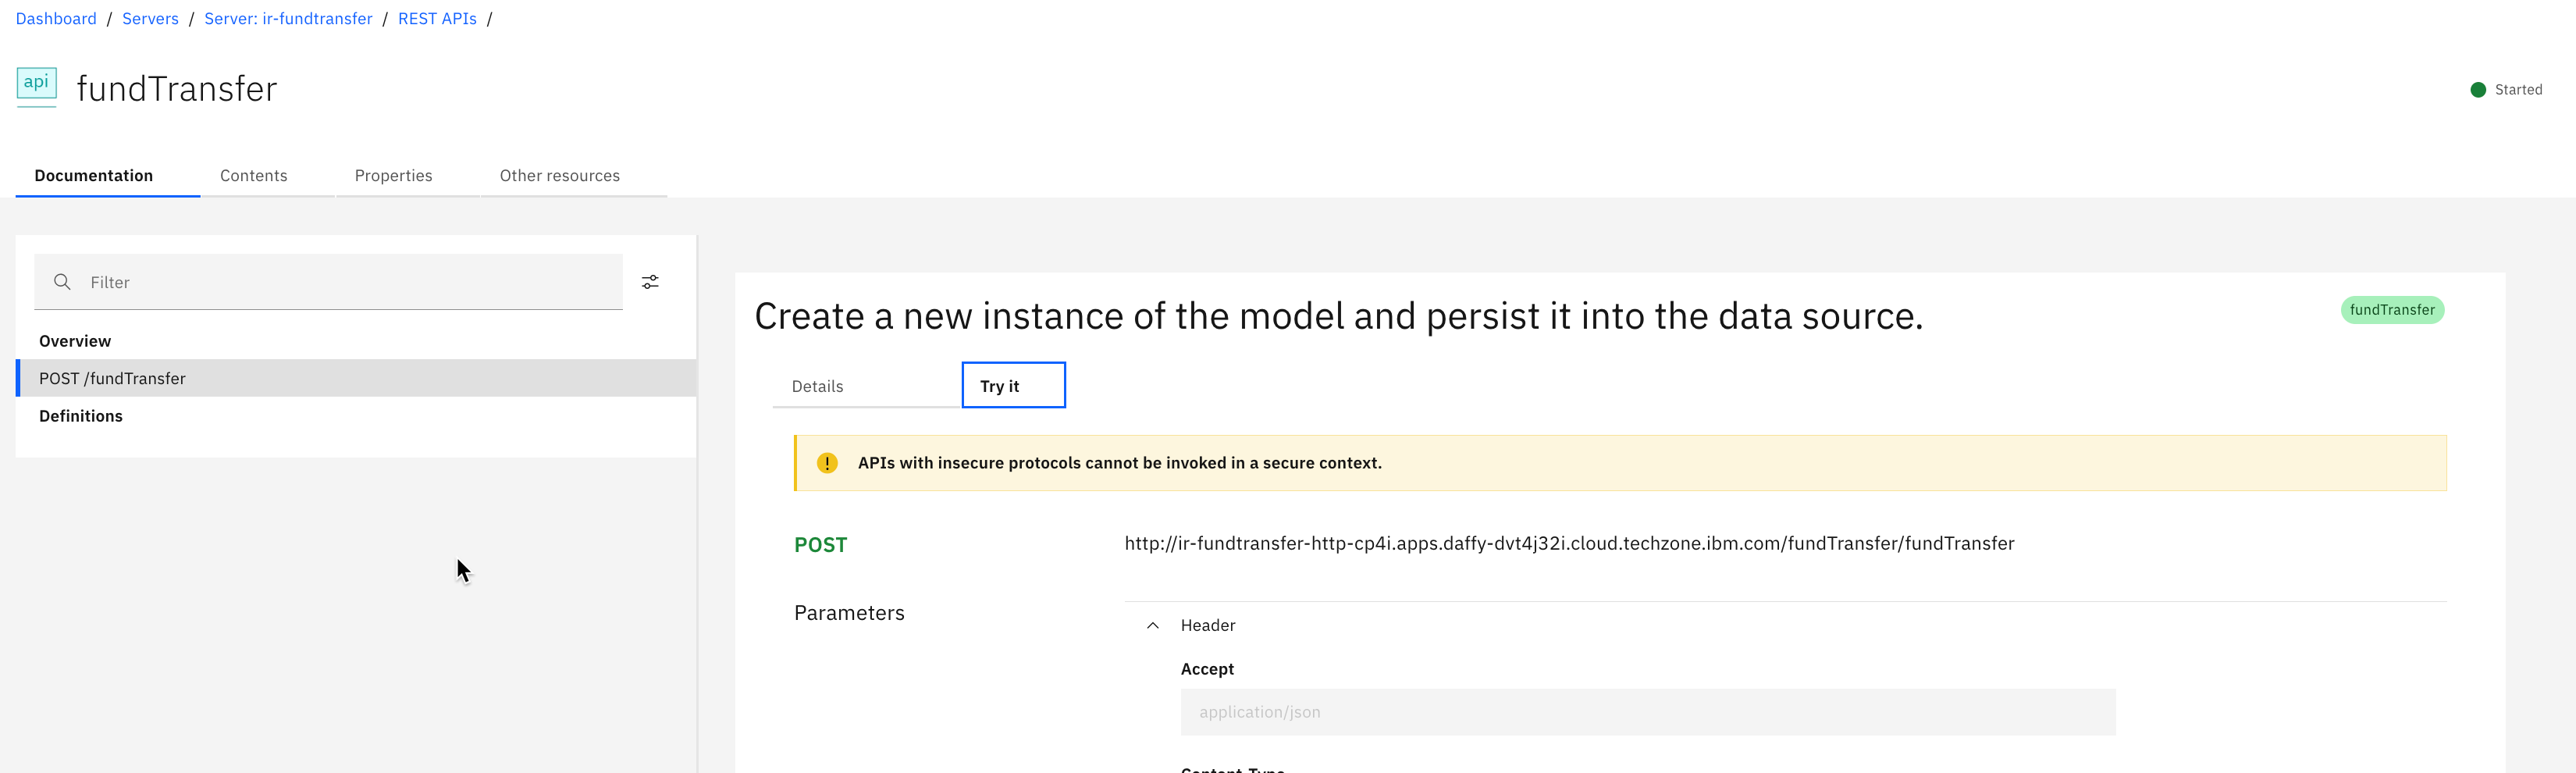 Dashboard / Servers / Server: ir-fundtransfer / REST APIs /
api
fundTransfer
Started
Documentation
Contents
Properties
Other resources
Filter
Overview
POST /fundTransfer
Definitions
Create a new instance of the model and persist it into the data source.
fundTransfer
Details
Try it
! APIs with insecure protocols cannot be invoked in a secure context.
POST
http://ir-fundtransfer-http-cp4i.apps.daffy-dvt4j32i.cloud.techzone.ibm.com/fundTransfer/fundTransfer
Parameters
Header
Accept
application/json
Content-Type